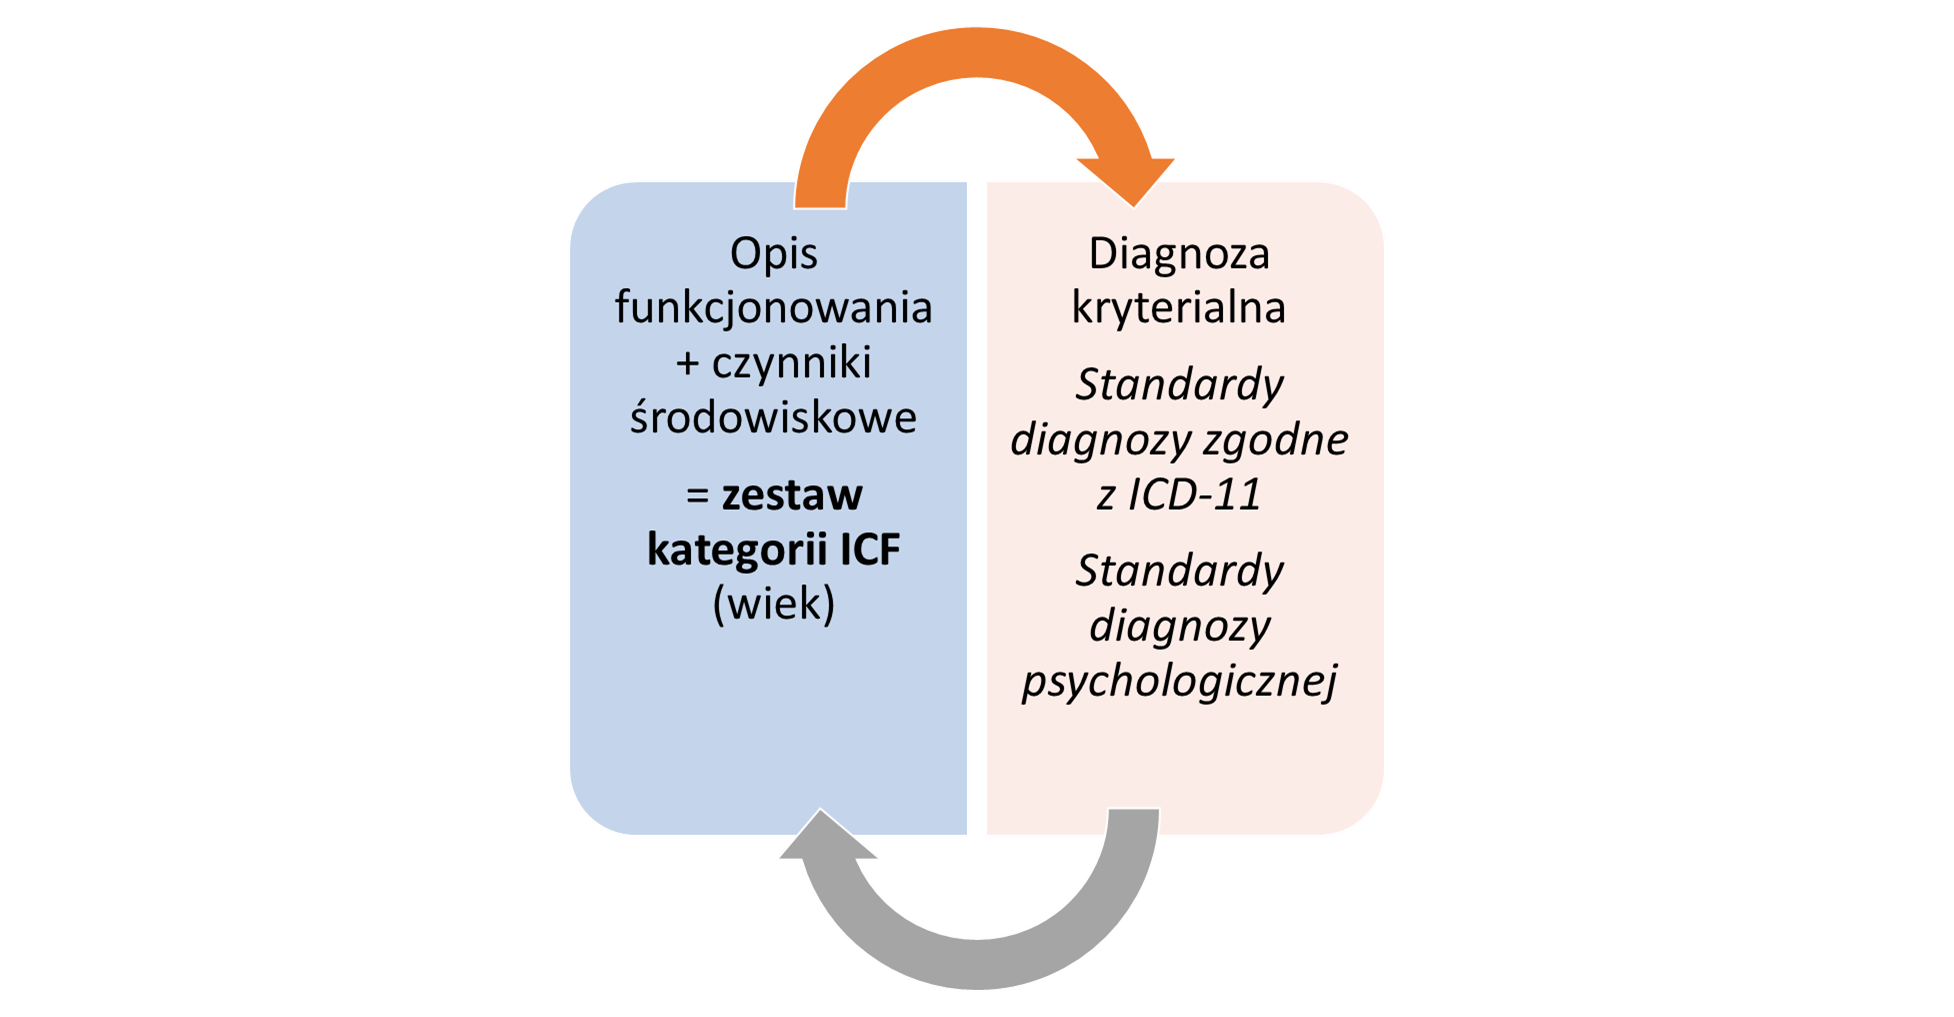 Opis
funkcjonowania
+ czynniki
środowiskowe
= zestaw
kategorii ICF
(wiek)
Diagnoza
kryterialna
Standardy
diagnozy zgodne
z ICD-11
Standardy
diagnozy
psychologicznej